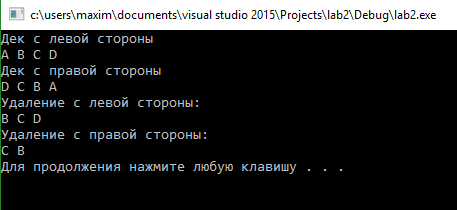 c:\users\maxim\documents\visual studio 2015\Projects\lab2\Debug\lab2.exe
Дек с левой стороны
A B C D
Дек с правой стороны
D C B A
Удаление с левой стороны:
B C D
Удаление с правой стороны:
C B
Для продолжения нажмите любую клавишу . . .